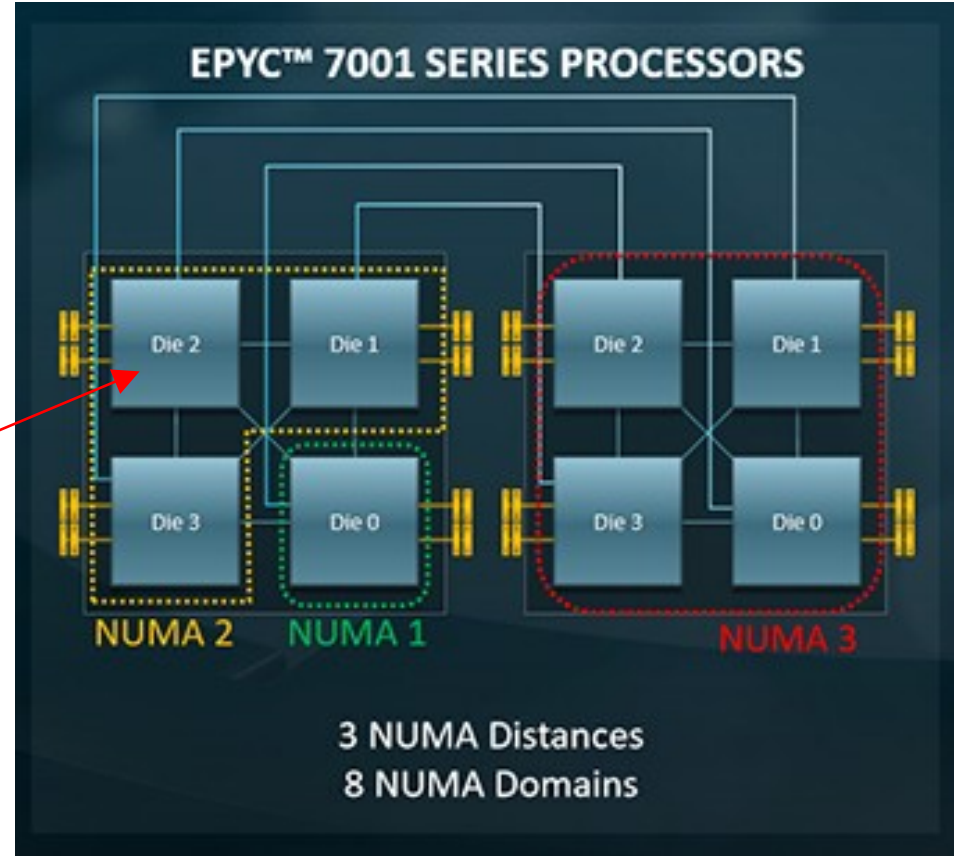 EPYC™ 7001 SERIES PROCESSORS
Die 2 Die 1 Die 2 Die 1
Die 3 Die 0 Die 3 Die 0
NUMA 2 NUMA 1 NUMA 3
3 NUMA Distances
8 NUMA Domains